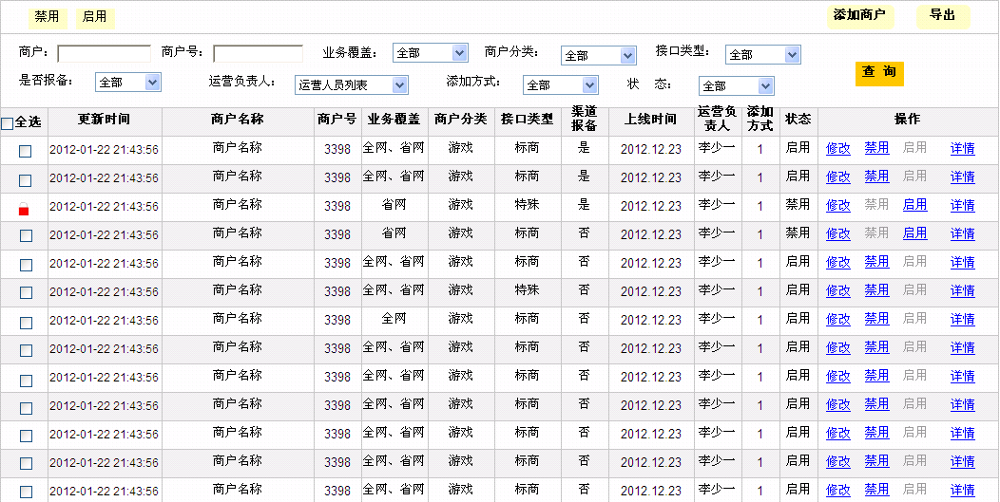 禁用 启用 添加商户 导出
商户： 商户号： 业务覆盖： 全部 商户分类： 全部 接口类型： 全部
是否报备： 全部 运营负责人： 运营人员列表 添加方式： 全部 状 态： 全部 查 询
全选 更新时间 商户名称 商户号 业务覆盖 商户分类 接口类型 渠道报备 上线时间 运营负责人 添加方式 状态 操作
2012-01-22 21:43:56 商户名称 3398 全网、省网 游戏 标商 是 2012.12.23 李少一 1 启用 修改 禁用 启用 详情
2012-01-22 21:43:56 商户名称 3398 全网、省网 游戏 标商 是 2012.12.23 李少一 1 启用 修改 禁用 启用 详情
2012-01-22 21:43:56 商户名称 3398 省网 游戏 特殊 是 2012.12.23 李少一 1 禁用 修改 禁用 启用 详情
2012-01-22 21:43:56 商户名称 3398 省网 游戏 标商 否 2012.12.23 李少一 1 禁用 修改 禁用 启用 详情
2012-01-22 21:43:56 商户名称 3398 全网、省网 游戏 标商 否 2012.12.23 李少一 1 启用 修改 禁用 启用 详情
2012-01-22 21:43:56 商户名称 3398 全网、省网 游戏 特殊 否 2012.12.23 李少一 1 启用 修改 禁用 启用 详情
2012-01-22 21:43:56 商户名称 3398 全网 游戏 标商 否 2012.12.23 李少一 1 启用 修改 禁用 启用 详情
2012-01-22 21:43:56 商户名称 3398 全网、省网 游戏 标商 否 2012.12.23 李少一 1 启用 修改 禁用 启用 详情
2012-01-22 21:43:56 商户名称 3398 全网、省网 游戏 标商 否 2012.12.23 李少一 1 启用 修改 禁用 启用 详情
2012-01-22 21:43:56 商户名称 3398 全网、省网 游戏 标商 否 2012.12.23 李少一 1 启用 修改 禁用 启用 详情
2012-01-22 21:43:56 商户名称 3398 全网、省网 游戏 标商 否 2012.12.23 李少一 1 启用 修改 禁用 启用 详情
2012-01-22 21:43:56 商户名称 3398 全网、省网 游戏 标商 否 2012.12.23 李少一 1 启用 修改 禁用 启用 详情
2012-01-22 21:43:56 商户名称 3398 全网、省网 游戏 标商 否 2012.12.23 李少一 1 启用 修改 禁用 启用 详情